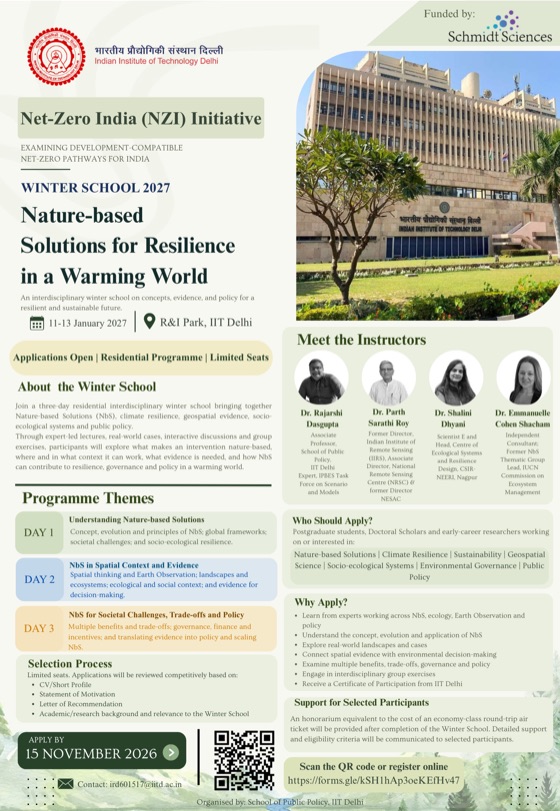 Funded by:
Schmidt Sciences
भारतीय प्रौद्योगिकी संस्थान दिल्ली
Indian Institute of Technology Delhi
Net-Zero India (NZI) Initiative
EXAMINING DEVELOPMENT-COMPATIBLE
NET-ZERO PATHWAYS FOR INDIA
WINTER SCHOOL 2027
Nature-based
Solutions for Resilience
in a Warming World
An interdisciplinary winter school on concepts, evidence, and policy for a
resilient and sustainable future.
11-13 January 2027 | R&I Park, IIT Delhi
Applications Open | Residential Programme | Limited Seats
About the Winter School
Join a three-day residential interdisciplinary winter school bringing together
Nature-based Solutions (NbS), climate resilience, geospatial evidence, socio-
ecological systems and public policy.
Through expert-led lectures, real-world cases, interactive discussions and group
exercises, participants will explore what makes an intervention nature-based,
where and in what context it can work, what evidence is needed, and how NbS
can contribute to resilience, governance and policy in a warming world.
Programme Themes
DAY 1
Understanding Nature-based Solutions
Concept, evolution and principles of NbS; global frameworks;
societal challenges; and socio-ecological resilience.
DAY 2
NbS in Spatial Context and Evidence
Spatial thinking and Earth Observation; landscapes and
ecosystems; ecological and social context; and evidence for
decision-making.
DAY 3
NbS for Societal Challenges, Trade-offs and Policy
Multiple benefits and trade-offs; governance, finance and
incentives; and translating evidence into policy and scaling
NbS.
Selection Process
Limited seats. Applications will be reviewed competitively based on:
• CV/Short Profile
• Statement of Motivation
• Letter of Recommendation
• Academic/research background and relevance to the Winter School
APPLY BY
15 NOVEMBER 2026
Contact: ird601517@iitd.ac.in
भारतीय प्रौद्योगिकी संस्थान दिल्ली
INDIAN INSTITUTE OF TECHNOLOGY DELHI
Meet the Instructors
Dr. Rajarshi
Dasgupta
Associate
Professor,
School of Public
Policy,
IIT Delhi
Expert, IPBES Task
Force on Scenario
and Models
Dr. Parth
Sarathi Roy
Former Director,
Indian Institute of
Remote Sensing
(IIRS), Associate
Director, National
Remote Sensing
Centre (NRSC) &
former Director
NESAC
Dr. Shalini
Dhyani
Scientist E and
Head, Centre of
Ecological Systems
and Resilience
Design, CSIR-
NEERI, Nagpur
Dr. Emmanuelle
Cohen Shacham
Independent
Consultant;
Former NbS
Thematic Group
Lead, IUCN
Commission on
Ecosystem
Management
Who Should Apply?
Postgraduate students, Doctoral Scholars and early-career researchers working
on or interested in:
Nature-based Solutions | Climate Resilience | Sustainability | Geospatial
Science | Socio-ecological Systems | Environmental Governance | Public
Policy
Why Apply?
• Learn from experts working across NbS, ecology, Earth Observation and
policy
• Understand the concept, evolution and application of NbS
• Explore real-world landscapes and cases
• Connect spatial evidence with environmental decision-making
• Examine multiple benefits, trade-offs, governance and policy
• Engage in interdisciplinary group exercises
• Receive a Certificate of Participation from IIT Delhi
Support for Selected Participants
An honorarium equivalent to the cost of an economy-class round-trip air
ticket will be provided after completion of the Winter School. Detailed support
and eligibility criteria will be communicated to selected participants.
Scan the QR code or register online
https://forms.gle/kSH1hAp3oeKEfHv47
Organised by: School of Public Policy, IIT Delhi